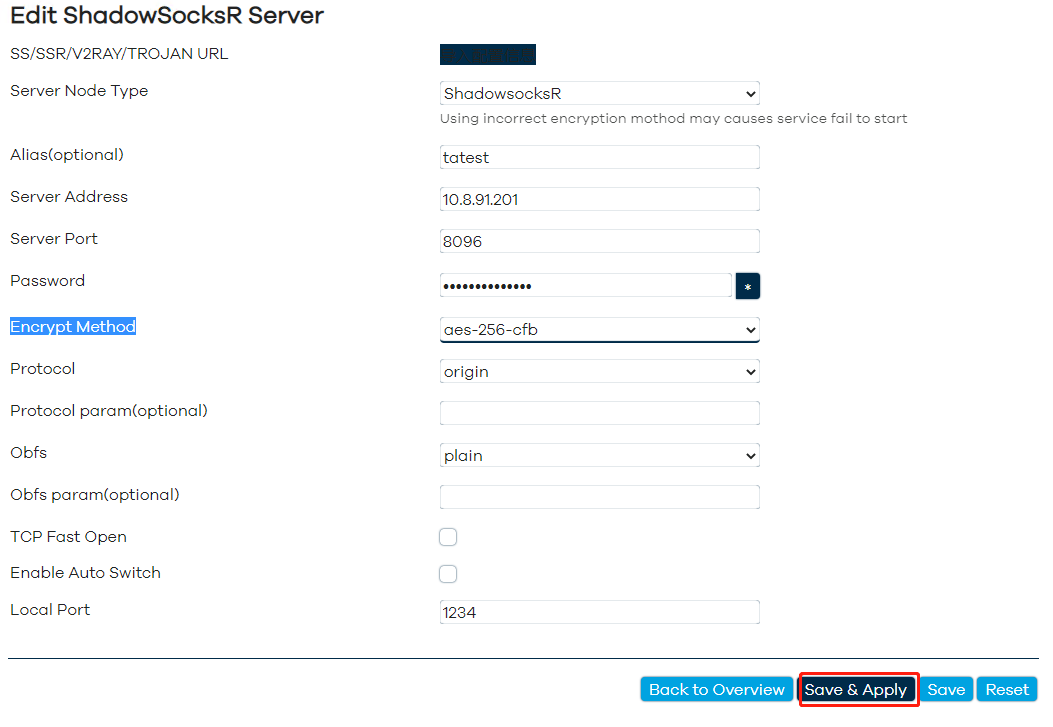 Edit ShadowSocksR Server
SS/SSR/V2RAY/TROJAN URL
Server Node Type
ShadowsocksR
Using incorrect encryption mothod may causes service fail to start
Alias(optional)
tatest
Server Address
10.8.91.201
Server Port
8096
Password
••••••••••••••
*
Encrypt Method
aes-256-cfb
Protocol
origin
Protocol param(optional)
Obfs
plain
Obfs param(optional)
TCP Fast Open
Enable Auto Switch
Local Port
1234
Back to Overview Save & Apply Save Reset